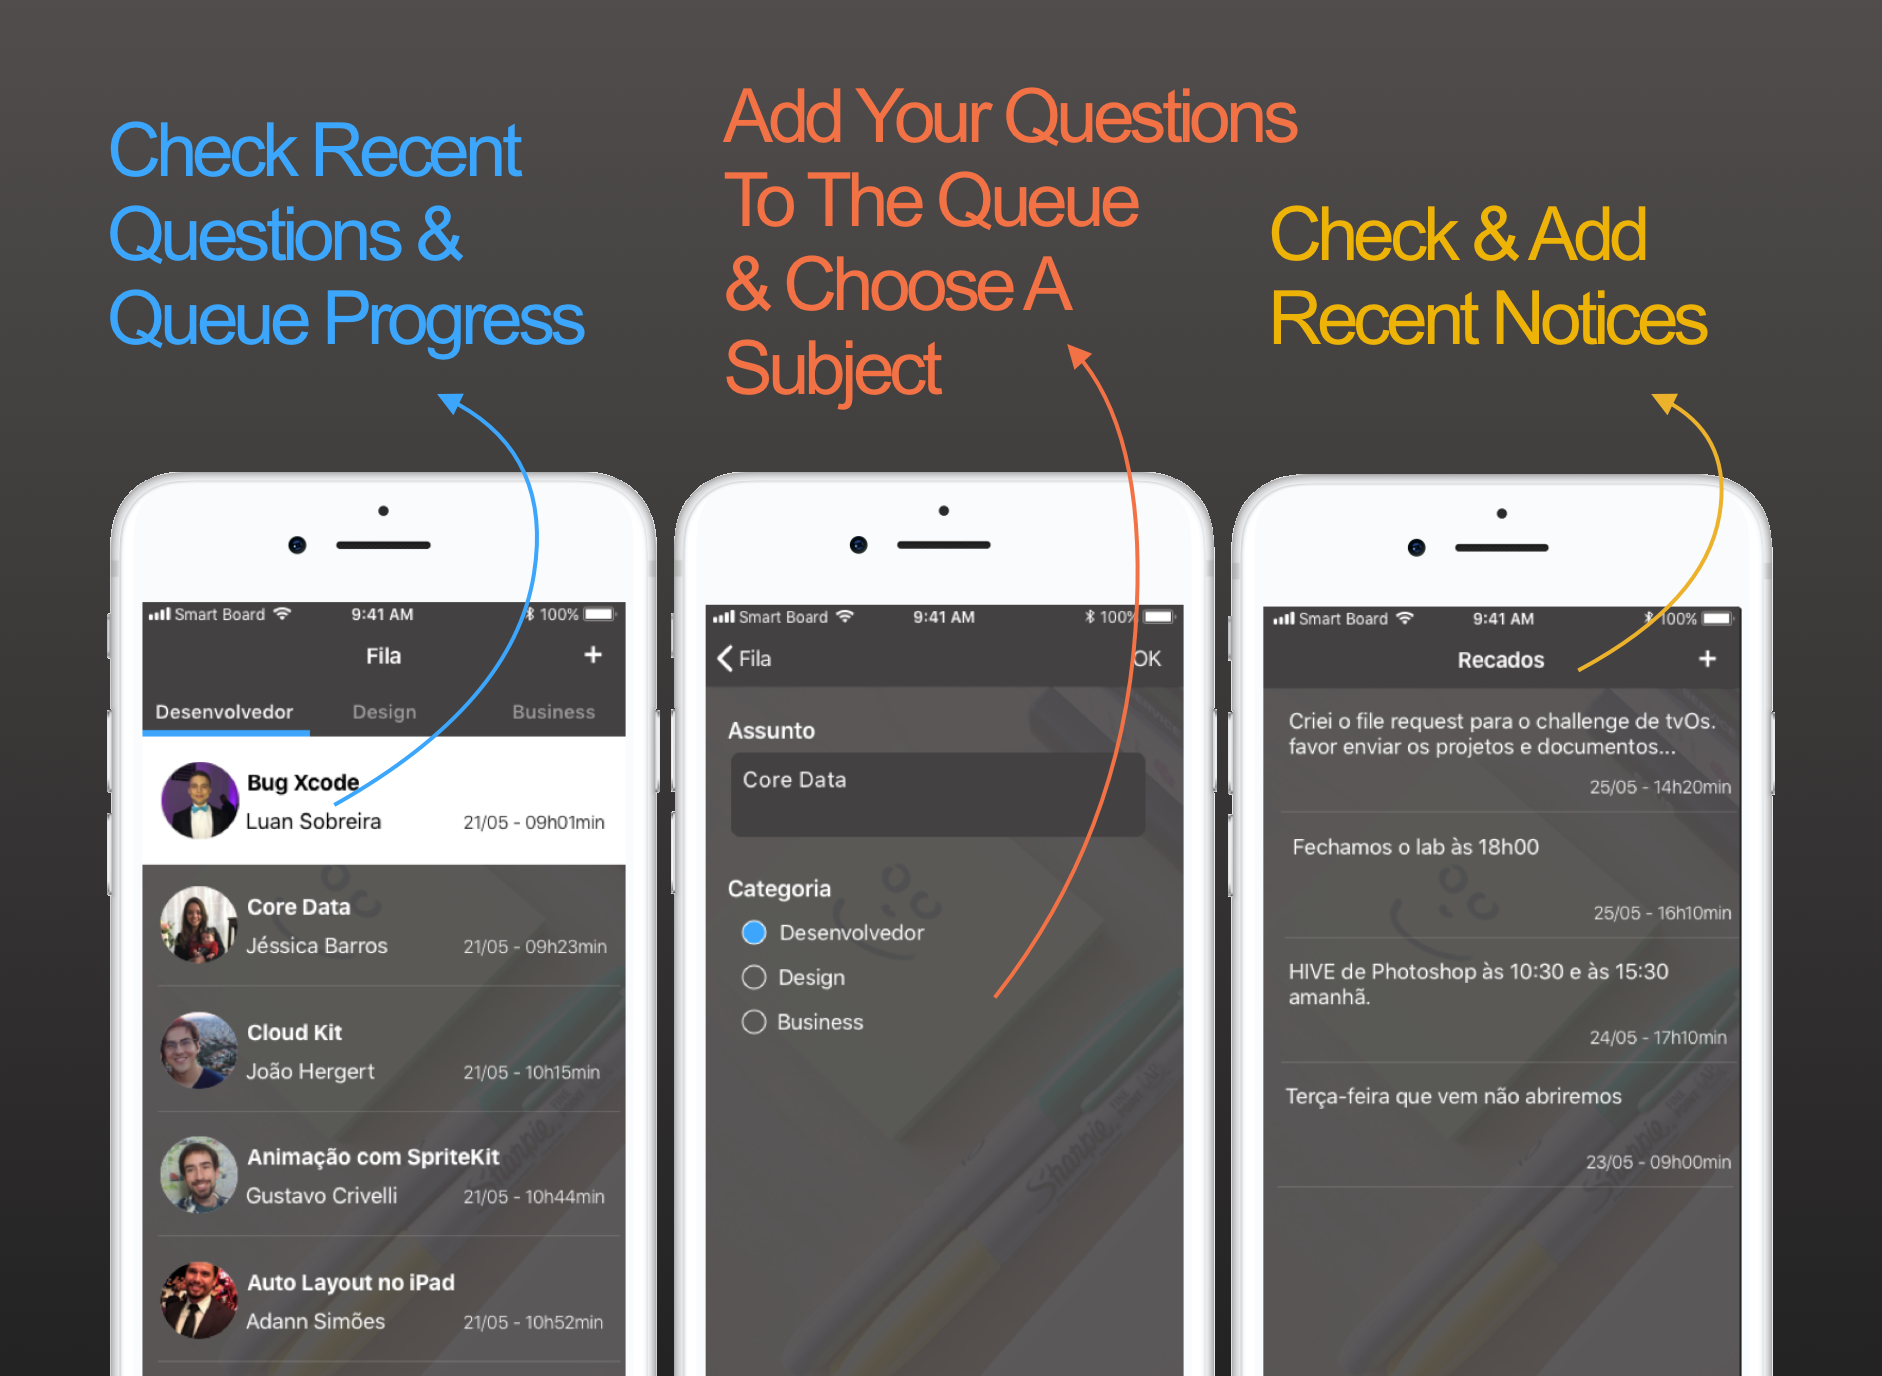 Check Recent
Questions &
Queue Progress
Add Your Questions
To The Queue
& Choose A
Subject
Check & Add
Recent Notices
Smart Board 9:41 AM 100%
Fila +
Desenvolvedor Design Business
Bug Xcode
Luan Sobreira 21/05 - 09h01min
Core Data
Jéssica Barros 21/05 - 09h23min
Cloud Kit
João Hergert 21/05 - 10h15min
Animação com SpriteKit
Gustavo Crivelli 21/05 - 10h44min
Auto Layout no iPad
Adann Simões 21/05 - 10h52min
Smart Board 9:41 AM 100%
Fila OK
Assunto
Core Data
Categoria
Desenvolvedor
Design
Business
Sharpie
Smart Board 9:41 AM 100%
Recados +
Criei o file request para o challenge de tvOs.
favor enviar os projetos e documentos...
25/05 - 14h20min
Fechamos o lab às 18h00
25/05 - 16h10min
HIVE de Photoshop às 10:30 e às 15:30
amanhã.
24/05 - 17h10min
Terça-feira que vem não abriremos
23/05 - 09h00min